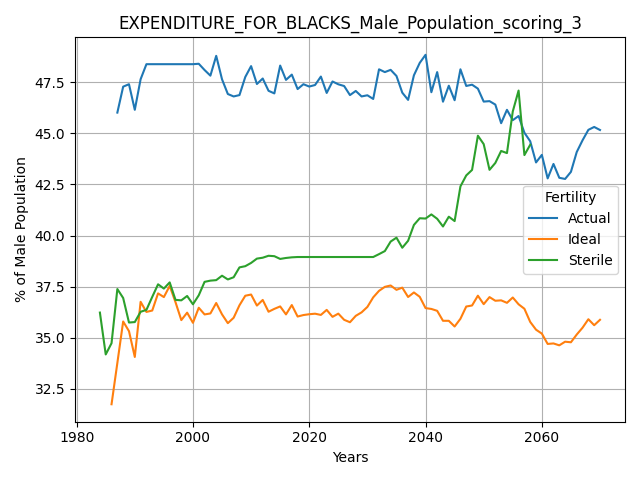 EXPENDITURE_FOR_BLACKS_Male_Population_scoring_3
% of Male Population
47.5
45.0
42.5
40.0
37.5
35.0
32.5
Fertility
Actual
Ideal
Sterile
1980 2000 2020 2040 2060
Years